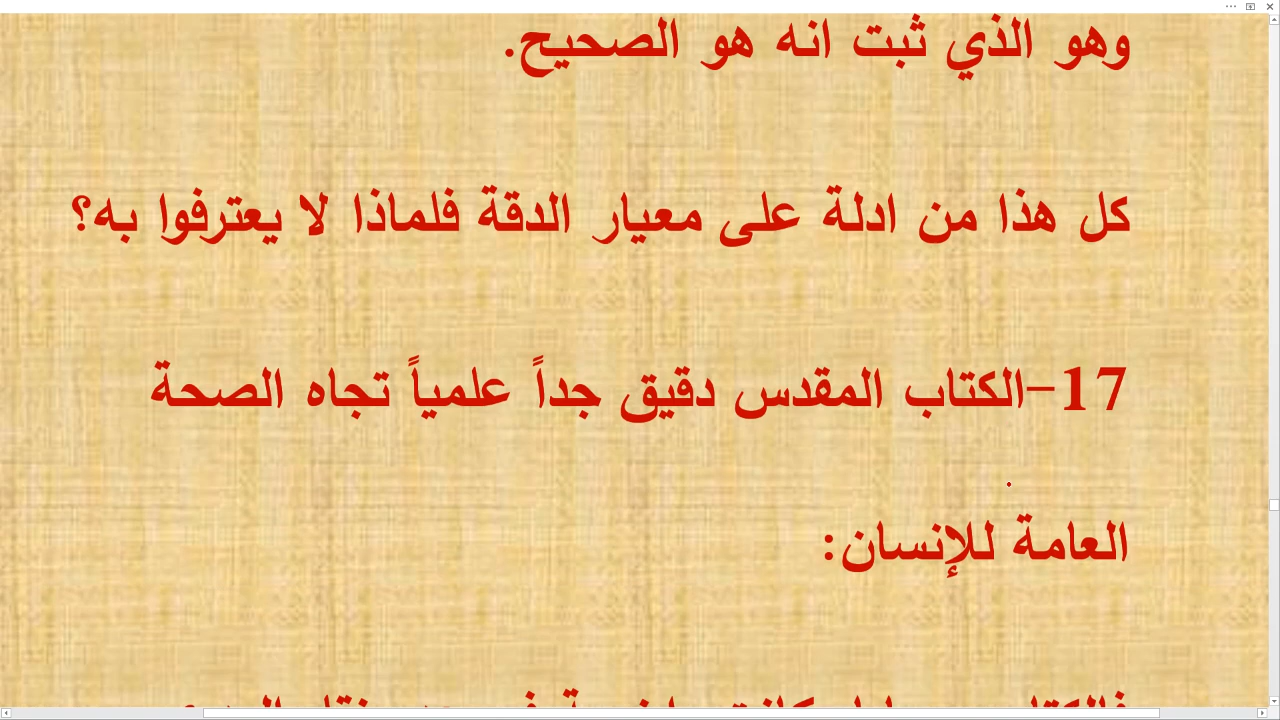 وهو الذي ثبت انه هو الصحيح.
كل هذا من ادلة على معيار الدقة فلماذا لا يعترفوا به؟
17-الكتاب المقدس دقيق جداً علمياً تجاه الصحة
العامة للإنسان: